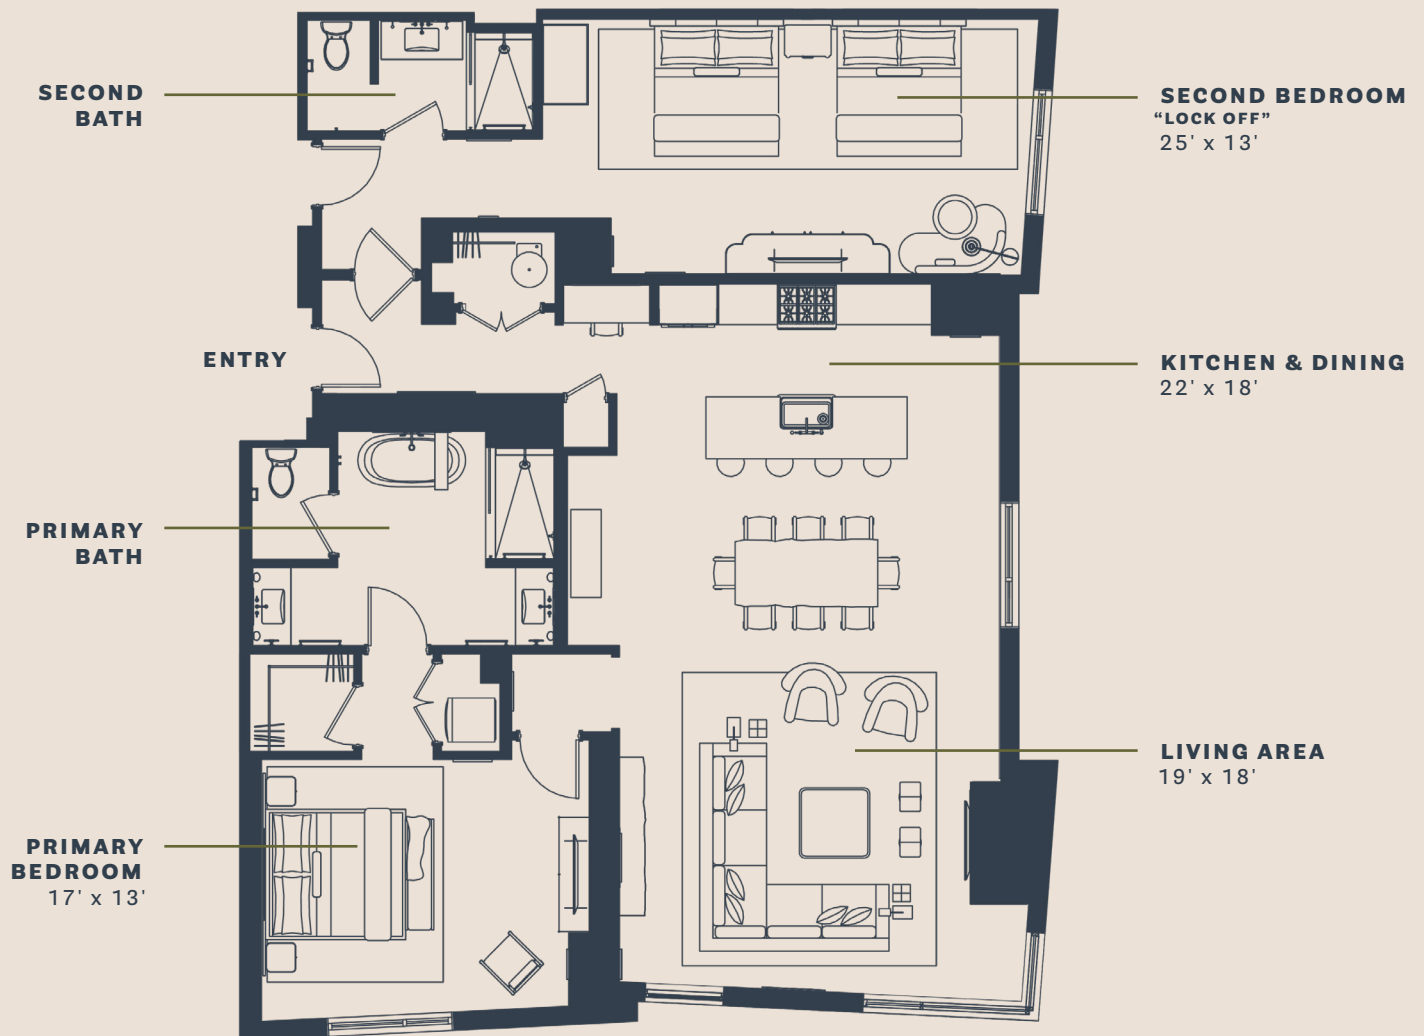 SECOND
BATH
SECOND BEDROOM
“LOCK OFF”
25' x 13'
ENTRY
KITCHEN & DINING
22' x 18'
PRIMARY
BATH
LIVING AREA
19' x 18'
PRIMARY
BEDROOM
17' x 13'